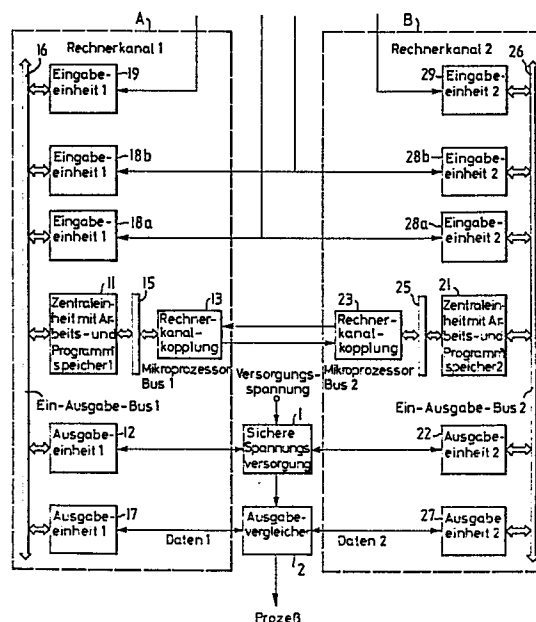 A
B
Rechnerkanal 1
Rechnerkanal 2
16
19
29
26
Eingabe-
einheit 1
Eingabe-
einheit 2
18b
28b
Eingabe-
einheit 1
Eingabe-
einheit 2
18a
28a
Eingabe-
einheit 1
Eingabe-
einheit 2
11
15
13
23
25
21
Zentralein-
heit mit Ar-
beits- und
Programm-
speicher 1
Rechner-
kanal-
kopplung
Rechner-
kanal-
kopplung
Zentralein-
heit mit Ar-
beits- und
Programm-
speicher 2
Mikroprozessor
Bus 1
Mikroprozessor
Bus 2
Versorgungs-
spannung
Ein-Ausgabe-Bus 1
Ein-Ausgabe-Bus 2
12
1
22
Ausgabe-
einheit 1
Sichere
Spannungs
versorgung
Ausgabe-
einheit 2
17
27
Ausgabe-
einheit 1
Ausgabe-
vergleicher
Ausgabe
einheit 2
Daten 1
Daten 2
2
Prozeß